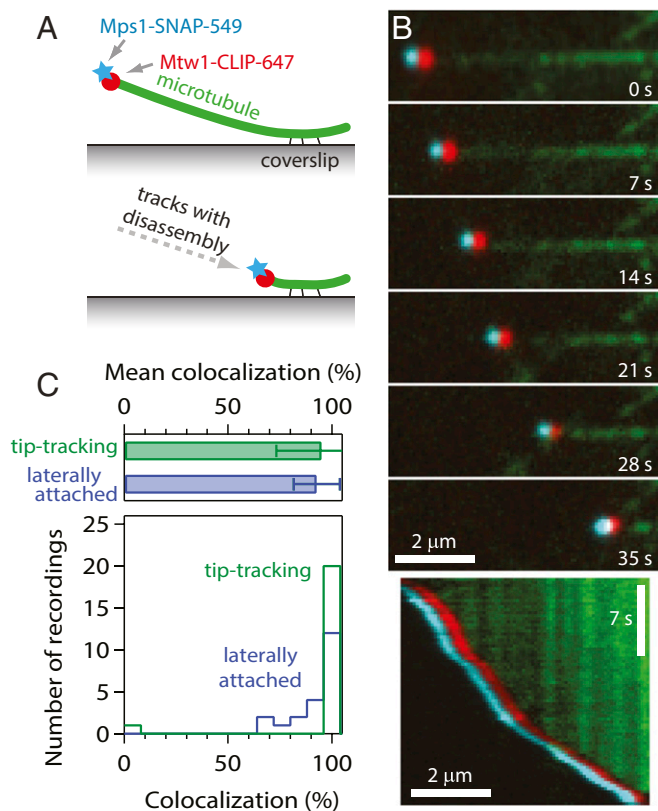 A
Mps1-SNAP-549
Mtw1-CLIP-647
microtubule
coverslip
tracks with
disassembly
B
0 s
7 s
14 s
21 s
28 s
2 μm
35 s
7 s
2 μm
C
Mean colocalization (%)
0
50
100
tip-tracking
laterally
attached
Number of recordings
25
20
15
10
5
0
tip-tracking
laterally
attached
0
50
100
Colocalization (%)